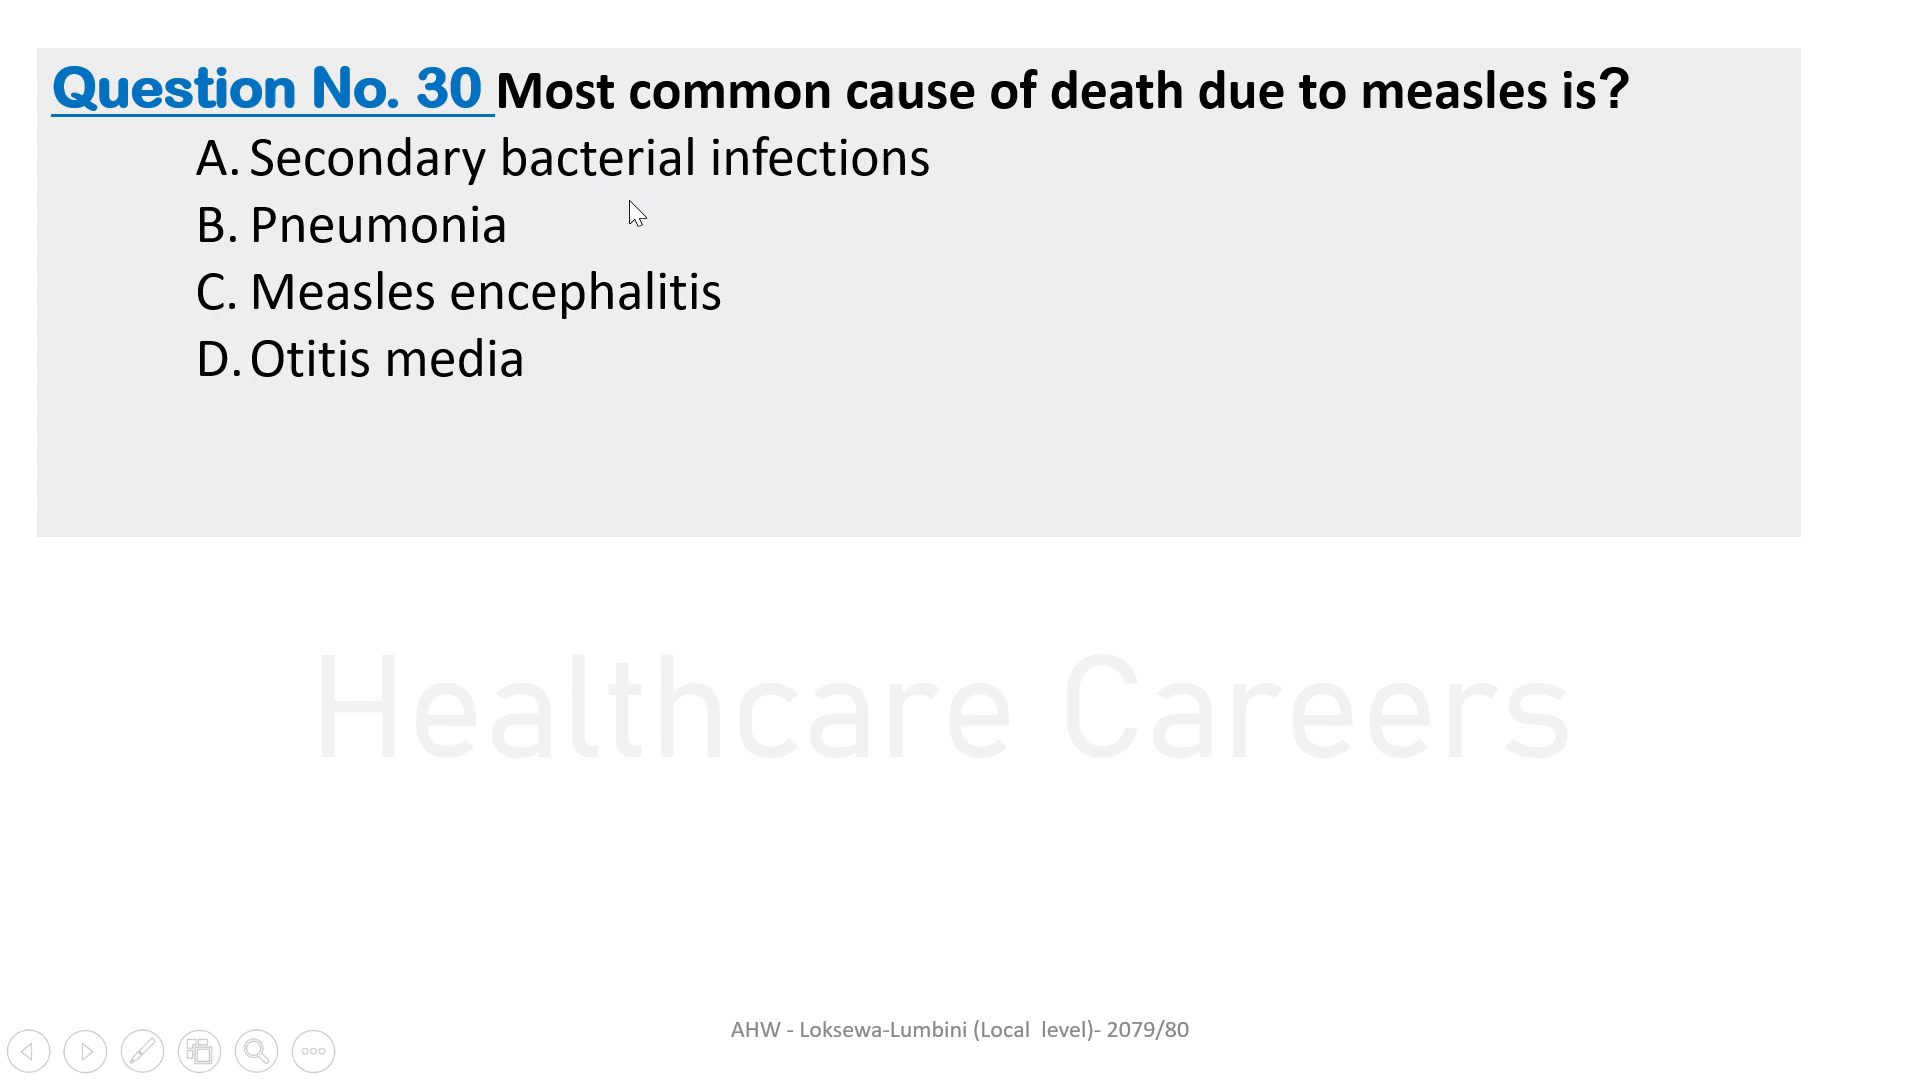 Question No. 30 Most common cause of death due to measles is?
A. Secondary bacterial infections
B. Pneumonia
C. Measles encephalitis
D. Otitis media
Healthcare Careers
AHW - Loksewa-Lumbini (Local level)- 2079/80